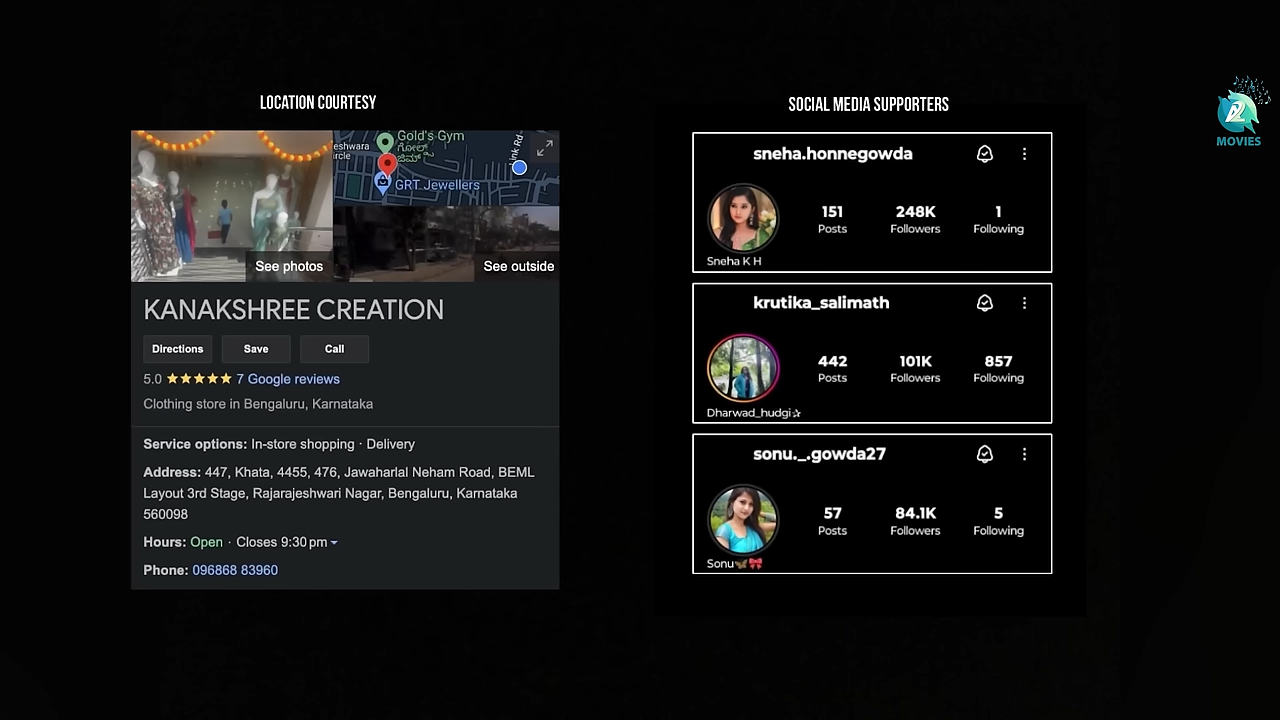 LOCATION COURTESY
Gold's Gym
ಗೋಲ್ಡ್ಸ್
ಜಿಮ್
eshwara
ircle
Link Rd
GRT Jewellers
See photos
See outside
KANAKSHREE CREATION
Directions
Save
Call
5.0 ★★★★★ 7 Google reviews
Clothing store in Bengaluru, Karnataka
Service options: In-store shopping · Delivery
Address: 447, Khata, 4455, 476, Jawaharlal Neham Road, BEML
Layout 3rd Stage, Rajarajeshwari Nagar, Bengaluru, Karnataka
560098
Hours: Open · Closes 9:30 pm
Phone: 096868 83960
SOCIAL MEDIA SUPPORTERS
sneha.honnegowda
151 248K 1
Posts Followers Following
Sneha K H
krutika_salimath
442 101K 857
Posts Followers Following
Dharwad_hudgi✰
sonu._.gowda27
57 84.1K 5
Posts Followers Following
Sonu🦋🎀
MOVIES